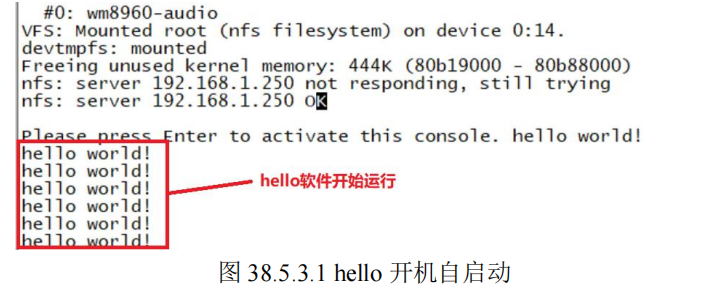 #0: wm8960-audio
VFS: Mounted root (nfs filesystem) on device 0:14.
devtmpfs: mounted
Freeing unused kernel memory: 444K (80b19000 - 80b88000)
nfs: server 192.168.1.250 not responding, still trying
nfs: server 192.168.1.250 OK
Please press Enter to activate this console. hello world!
hello world!
hello world!
hello world!
hello软件开始运行
hello world!
hello world!
hello world!
图 38.5.3.1 hello 开机自启动